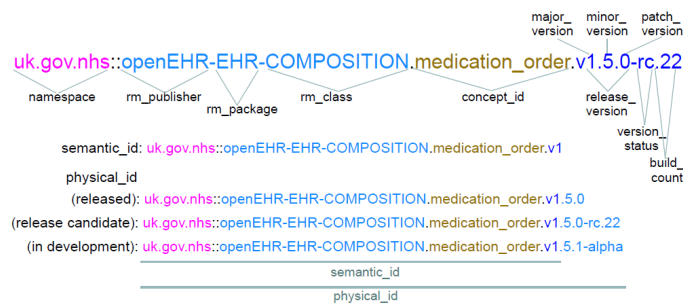 major_ version minor_ version patch_ version
uk.gov.nhs::openEHR-EHR-COMPOSITION.medication_order.v1.5.0-rc.22
namespace rm_publisher rm_package rm_class concept_id release_ version
version_ status
build_ count
semantic_id: uk.gov.nhs::openEHR-EHR-COMPOSITION.medication_order.v1
physical_id
(released): uk.gov.nhs::openEHR-EHR-COMPOSITION.medication_order.v1.5.0
(release candidate): uk.gov.nhs::openEHR-EHR-COMPOSITION.medication_order.v1.5.0-rc.22
(in development): uk.gov.nhs::openEHR-EHR-COMPOSITION.medication_order.v1.5.1-alpha
semantic_id
physical_id